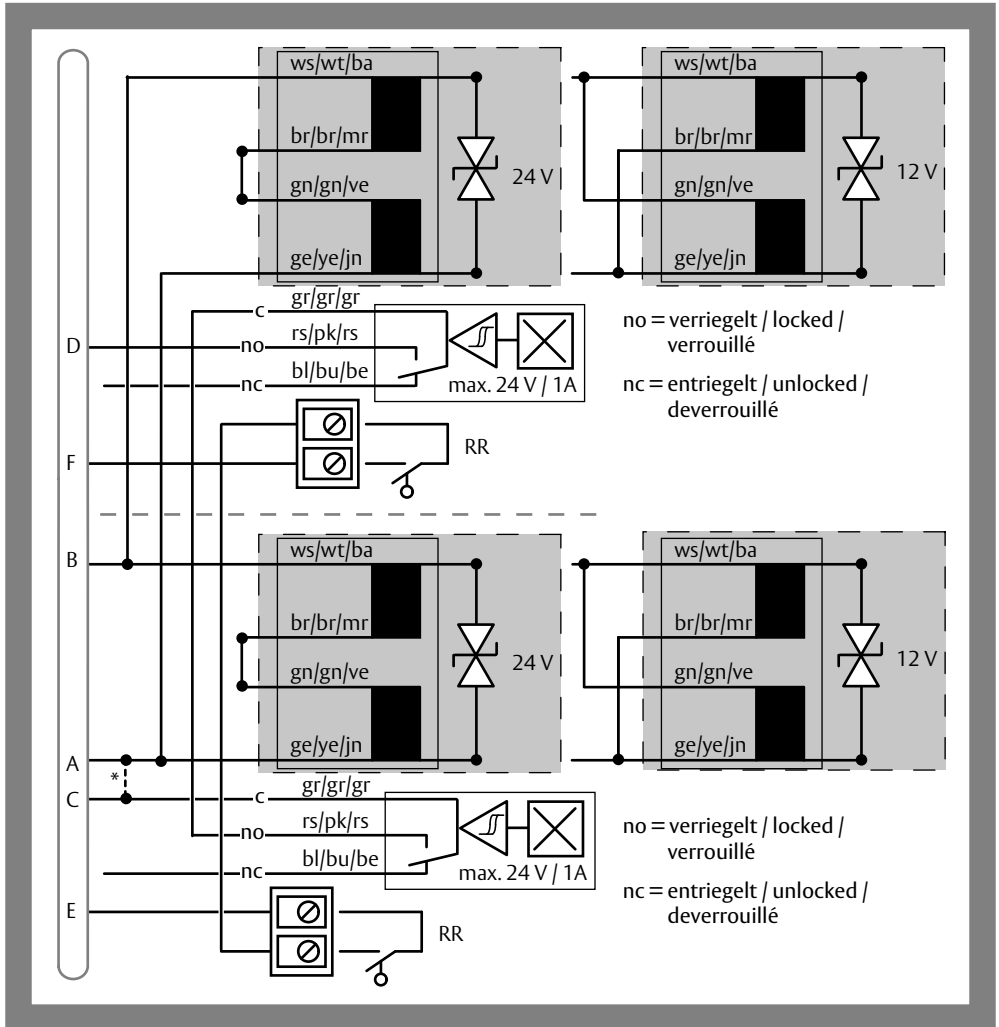 ws/wt/ba
br/br/mr
gn/gn/ve
ge/ye/jn
24 V
ws/wt/ba
br/br/mr
gn/gn/ve
ge/ye/jn
12 V
c gr/gr/gr
D no rs/pk/rs
nc bl/bu/be
max. 24 V / 1A
no = verriegelt / locked /
verrouillé
nc = entriegelt / unlocked /
deverrouillé
F
RR
B
ws/wt/ba
br/br/mr
gn/gn/ve
ge/ye/jn
24 V
ws/wt/ba
br/br/mr
gn/gn/ve
ge/ye/jn
12 V
A
*
C c gr/gr/gr
no rs/pk/rs
nc bl/bu/be
max. 24 V / 1A
no = verriegelt / locked /
verrouillé
nc = entriegelt / unlocked /
deverrouillé
E
RR